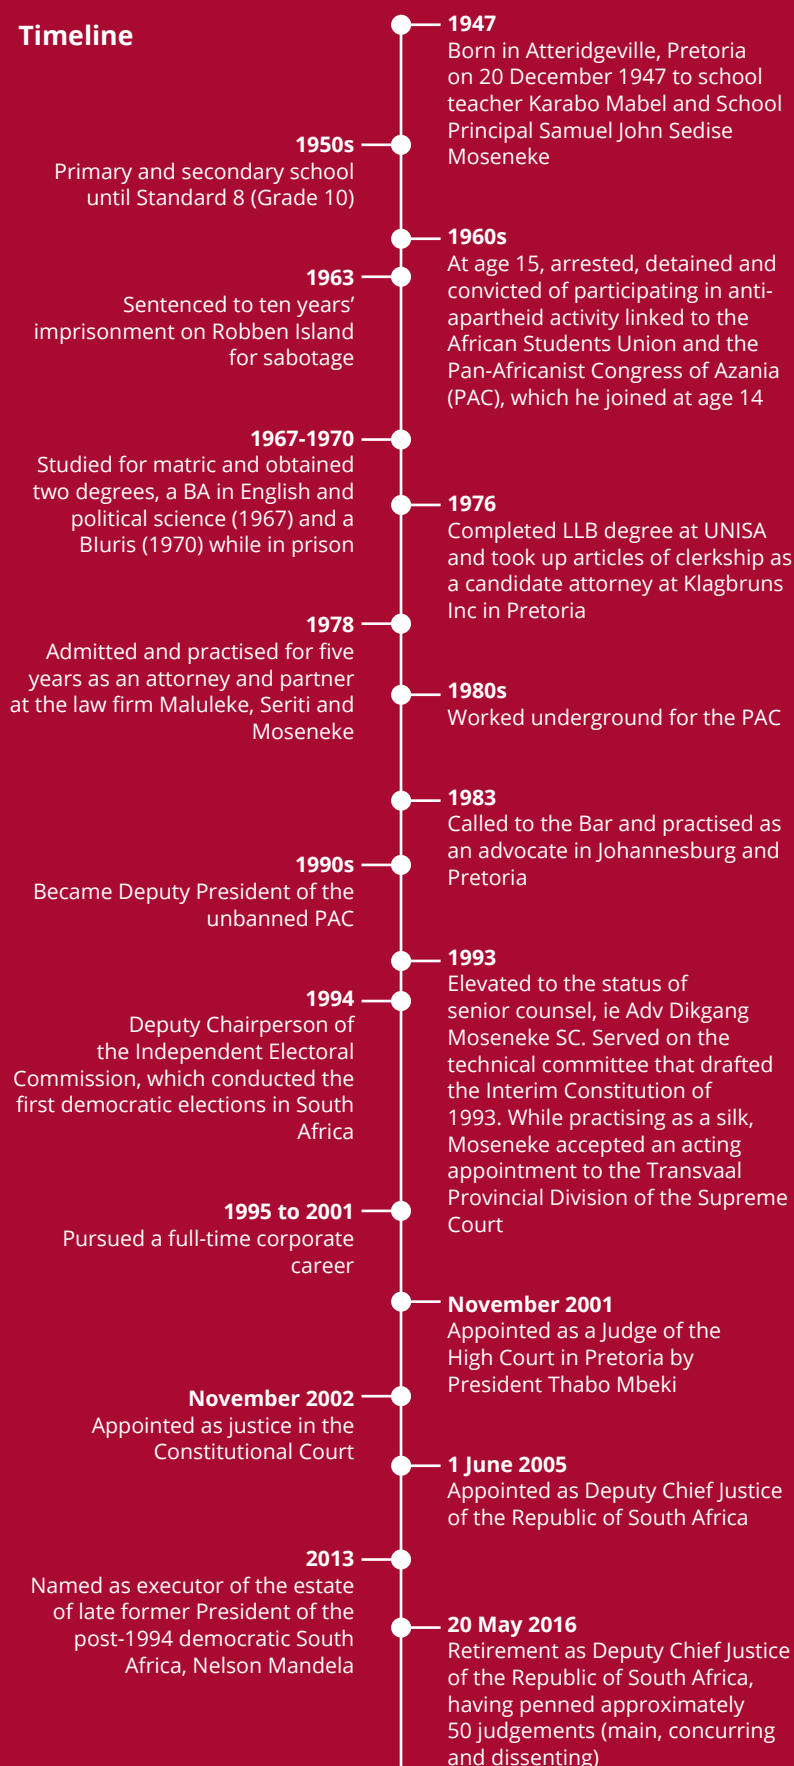 Timeline
1947
Born in Atteridgeville, Pretoria
on 20 December 1947 to school
teacher Karabo Mabel and School
Principal Samuel John Sedise
Moseneke
1950s
Primary and secondary school
until Standard 8 (Grade 10)
1960s
At age 15, arrested, detained and
convicted of participating in anti-
apartheid activity linked to the
African Students Union and the
Pan-Africanist Congress of Azania
(PAC), which he joined at age 14
1963
Sentenced to ten years’
imprisonment on Robben Island
for sabotage
1967-1970
Studied for matric and obtained
two degrees, a BA in English and
political science (1967) and a
BIuris (1970) while in prison
1976
Completed LLB degree at UNISA
and took up articles of clerkship as
a candidate attorney at Klagbruns
Inc in Pretoria
1978
Admitted and practised for five
years as an attorney and partner
at the law firm Maluleke, Seriti and
Moseneke
1980s
Worked underground for the PAC
1983
Called to the Bar and practised as
an advocate in Johannesburg and
Pretoria
1990s
Became Deputy President of the
unbanned PAC
1993
Elevated to the status of
senior counsel, ie Adv Dikgang
Moseneke SC. Served on the
technical committee that drafted
the Interim Constitution of
1993. While practising as a silk,
Moseneke accepted an acting
appointment to the Transvaal
Provincial Division of the Supreme
Court
1994
Deputy Chairperson of
the Independent Electoral
Commission, which conducted the
first democratic elections in South
Africa
1995 to 2001
Pursued a full-time corporate
career
November 2001
Appointed as a Judge of the
High Court in Pretoria by
President Thabo Mbeki
November 2002
Appointed as justice in the
Constitutional Court
1 June 2005
Appointed as Deputy Chief Justice
of the Republic of South Africa
2013
Named as executor of the estate
of late former President of the
post-1994 democratic South
Africa, Nelson Mandela
20 May 2016
Retirement as Deputy Chief Justice
of the Republic of South Africa,
having penned approximately
50 judgements (main, concurring
and dissenting)